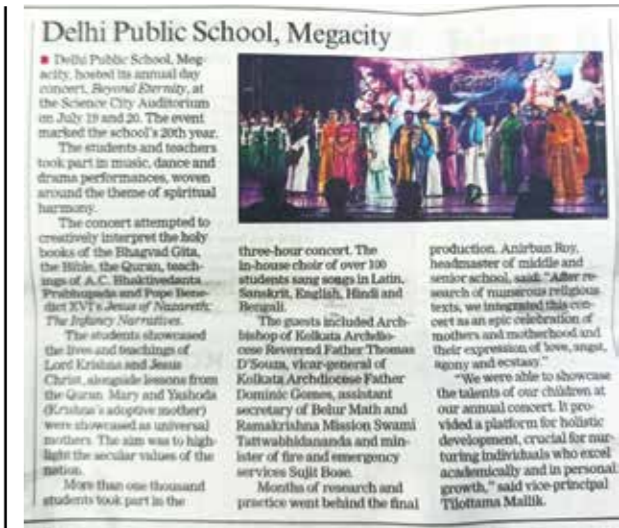 Delhi Public School, Megacity
Delhi Public School, Meg-
acity, hosted its annual day
concert, Beyond Eternity, at
the Science City Auditorium
on July 19 and 20. The event
marked the school's 20th year.
The students and teachers
took part in music, dance and
drama performances, woven
around the theme of spiritual
harmony.
The concert attempted to
creatively interpret the holy
books of the Bhagvad Gita,
the Bible, the Quran, teach-
ings of A.C. Bhaktivedanta
Prabhupada and Pope Bene-
dict XVI's Jesus of Nazareth:
The Infancy Narratives.
The students showcased
the lives and teachings of
Lord Krishna and Jesus
Christ, alongside lessons from
the Quran. Mary and Yashoda
(Krishna's adoptive mother)
were showcased as universal
mothers. The aim was to high-
light the secular values of the
nation.
More than one thousand
students took part in the
three-hour concert. The
in-house choir of over 100
students sang songs in Latin,
Sanskrit, English, Hindi and
Bengali.
The guests included Arch-
bishop of Kolkata Archdio-
cese Reverend Father Thomas
D'Souza, vicar-general of
Kolkata Archdiocese Father
Dominic Gomes, assistant
secretary of Belur Math and
Ramakrishna Mission Swami
Tattwabhidananda and min-
ister of fire and emergency
services Sujit Bose.
Months of research and
practice went behind the final
production. Anirban Roy,
headmaster of middle and
senior school, said: "After re-
search of numerous religious
texts, we integrated this con-
cert as an epic celebration of
mothers and motherhood and
their expression of love, angst,
agony and ecstasy."
"We were able to showcase
the talents of our children at
our annual concert. It pro-
vided a platform for holistic
development, crucial for nur-
turing individuals who excel
academically and in personal
growth," said vice-principal
Tilottama Mallik.